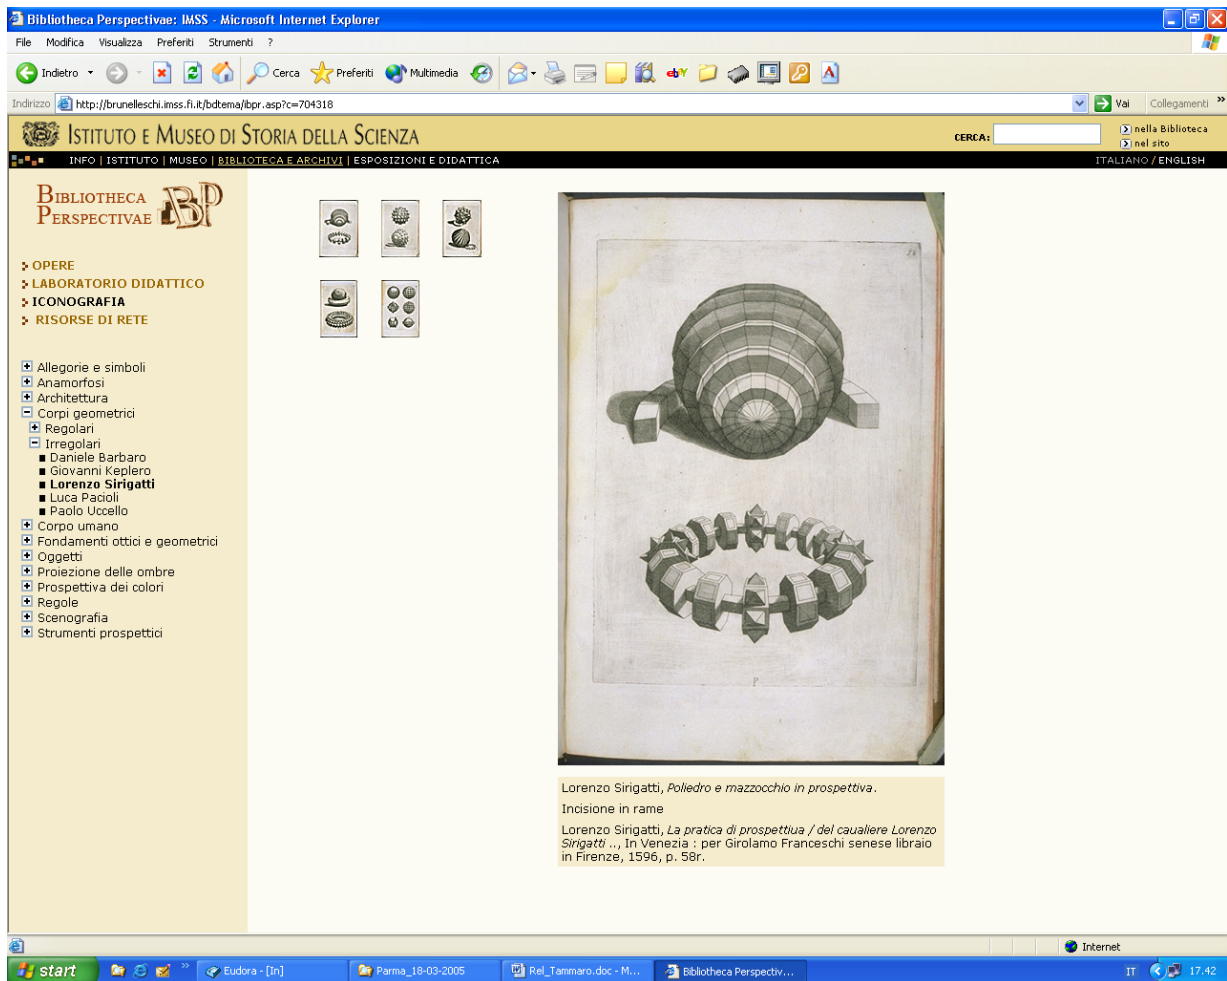 Bibliotheca Perspectivae: IMSS - Microsoft Internet Explorer
File Modifica Visualizza Preferiti Strumenti ?
Indietro Cerca Preferiti Multimedia
Indirizzo http://brunelleschi.imss.fi.it/bdtema/ibpr.asp?c=704318 Vai Collegamenti »
ISTITUTO E MUSEO DI STORIA DELLA SCIENZA
CERCA:
nella Biblioteca
nel sito
INFO | ISTITUTO | MUSEO | BIBLIOTECA E ARCHIVI | ESPOSIZIONI E DIDATTICA
ITALIANO / ENGLISH
BIBLIOTHECA
PERSPECTIVAE
OPERE
LABORATORIO DIDATTICO
ICONOGRAFIA
RISORSE DI RETE
Allegorie e simboli
Anamorfosi
Architettura
Corpi geometrici
Regolari
Irregolari
Daniele Barbaro
Giovanni Keplero
Lorenzo Sirigatti
Luca Pacioli
Paolo Uccello
Corpo umano
Fondamenti ottici e geometrici
Oggetti
Proiezione delle ombre
Prospettiva dei colori
Regole
Scenografia
Strumenti prospettici
Lorenzo Sirigatti, Poliedro e mazzocchio in prospettiva.
Incisione in rame
Lorenzo Sirigatti, La pratica di prospettiua / del caualiere Lorenzo
Sirigatti .., In Venezia : per Girolamo Franceschi senese libraio
in Firenze, 1596, p. 58r.
Internet
start
Eudora - [In]
Parma_18-03-2005
Rel_Tammaro.doc - M...
Bibliotheca Perspectiv...
IT
17.42